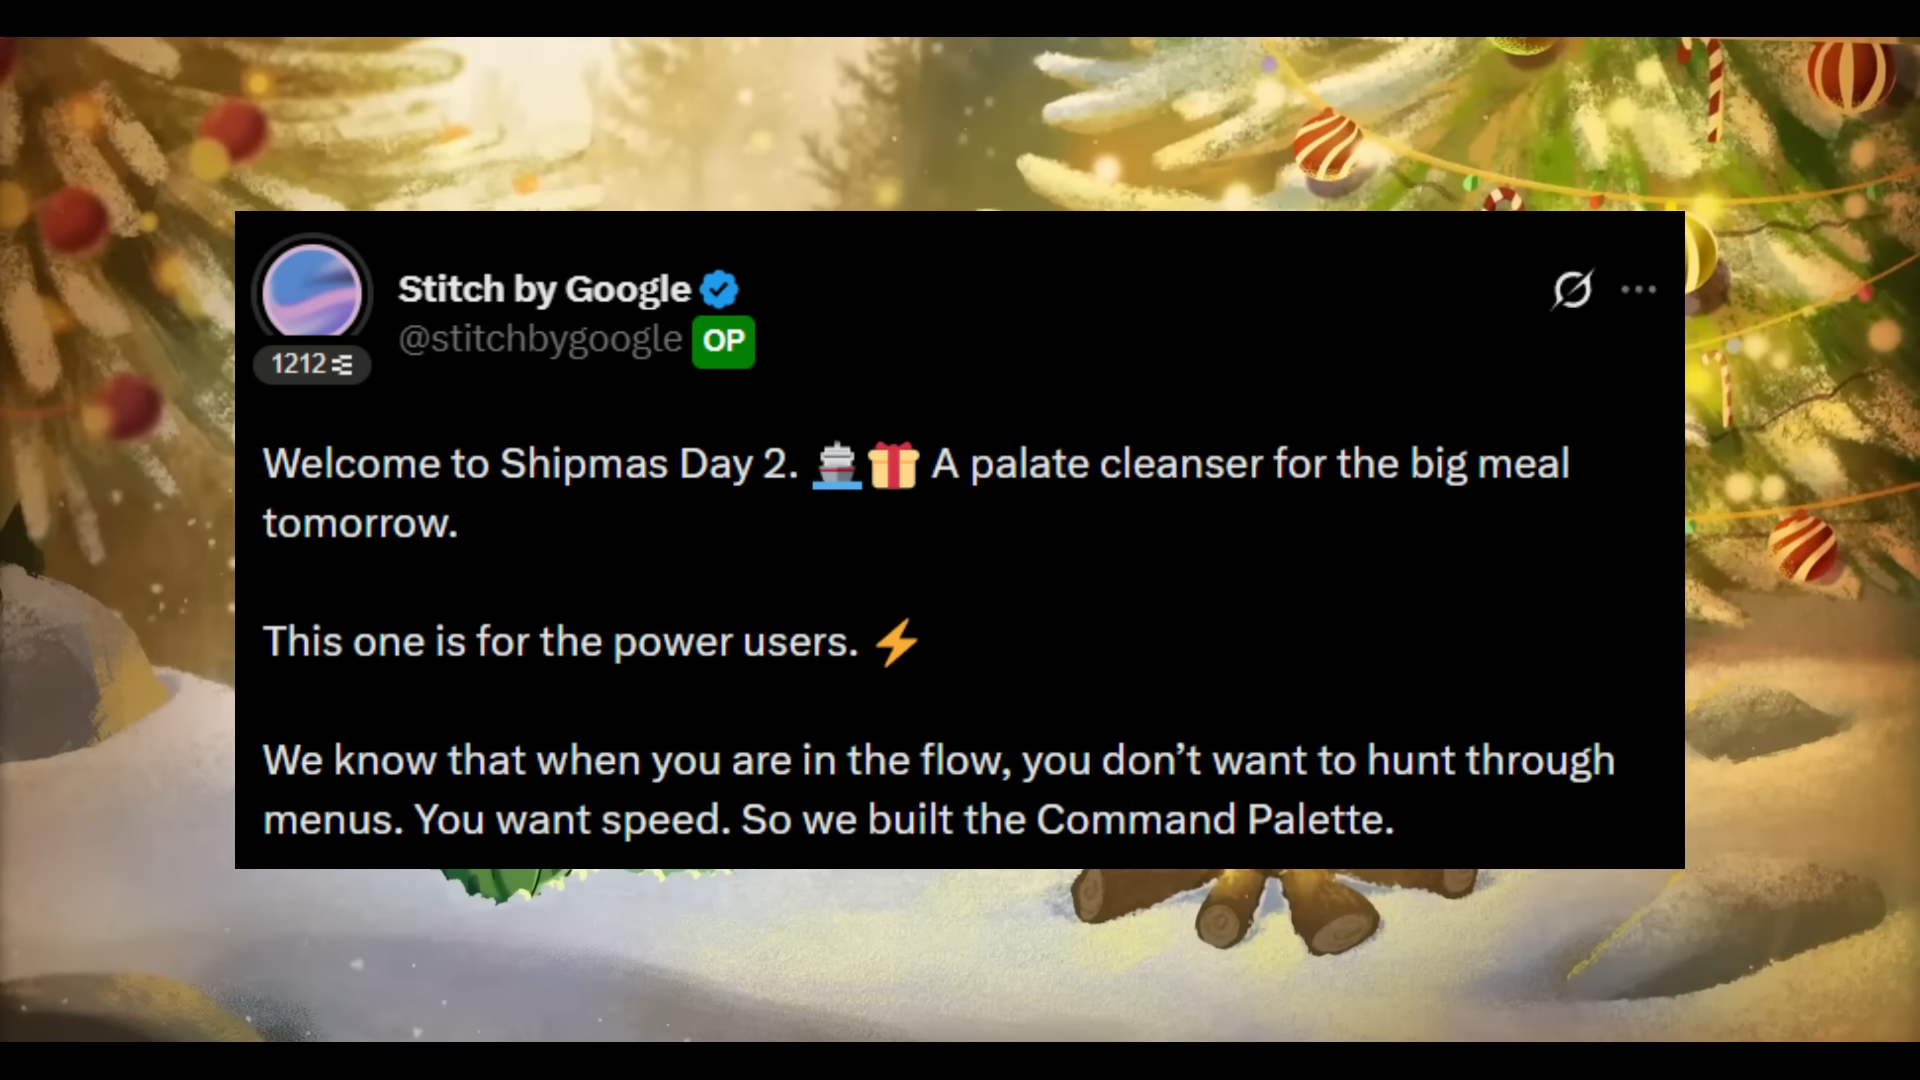 Stitch by Google
@stitchbygoogle OP
1212
Welcome to Shipmas Day 2. 🚢🎁 A palate cleanser for the big meal
tomorrow.
This one is for the power users. ⚡
We know that when you are in the flow, you don’t want to hunt through
menus. You want speed. So we built the Command Palette.